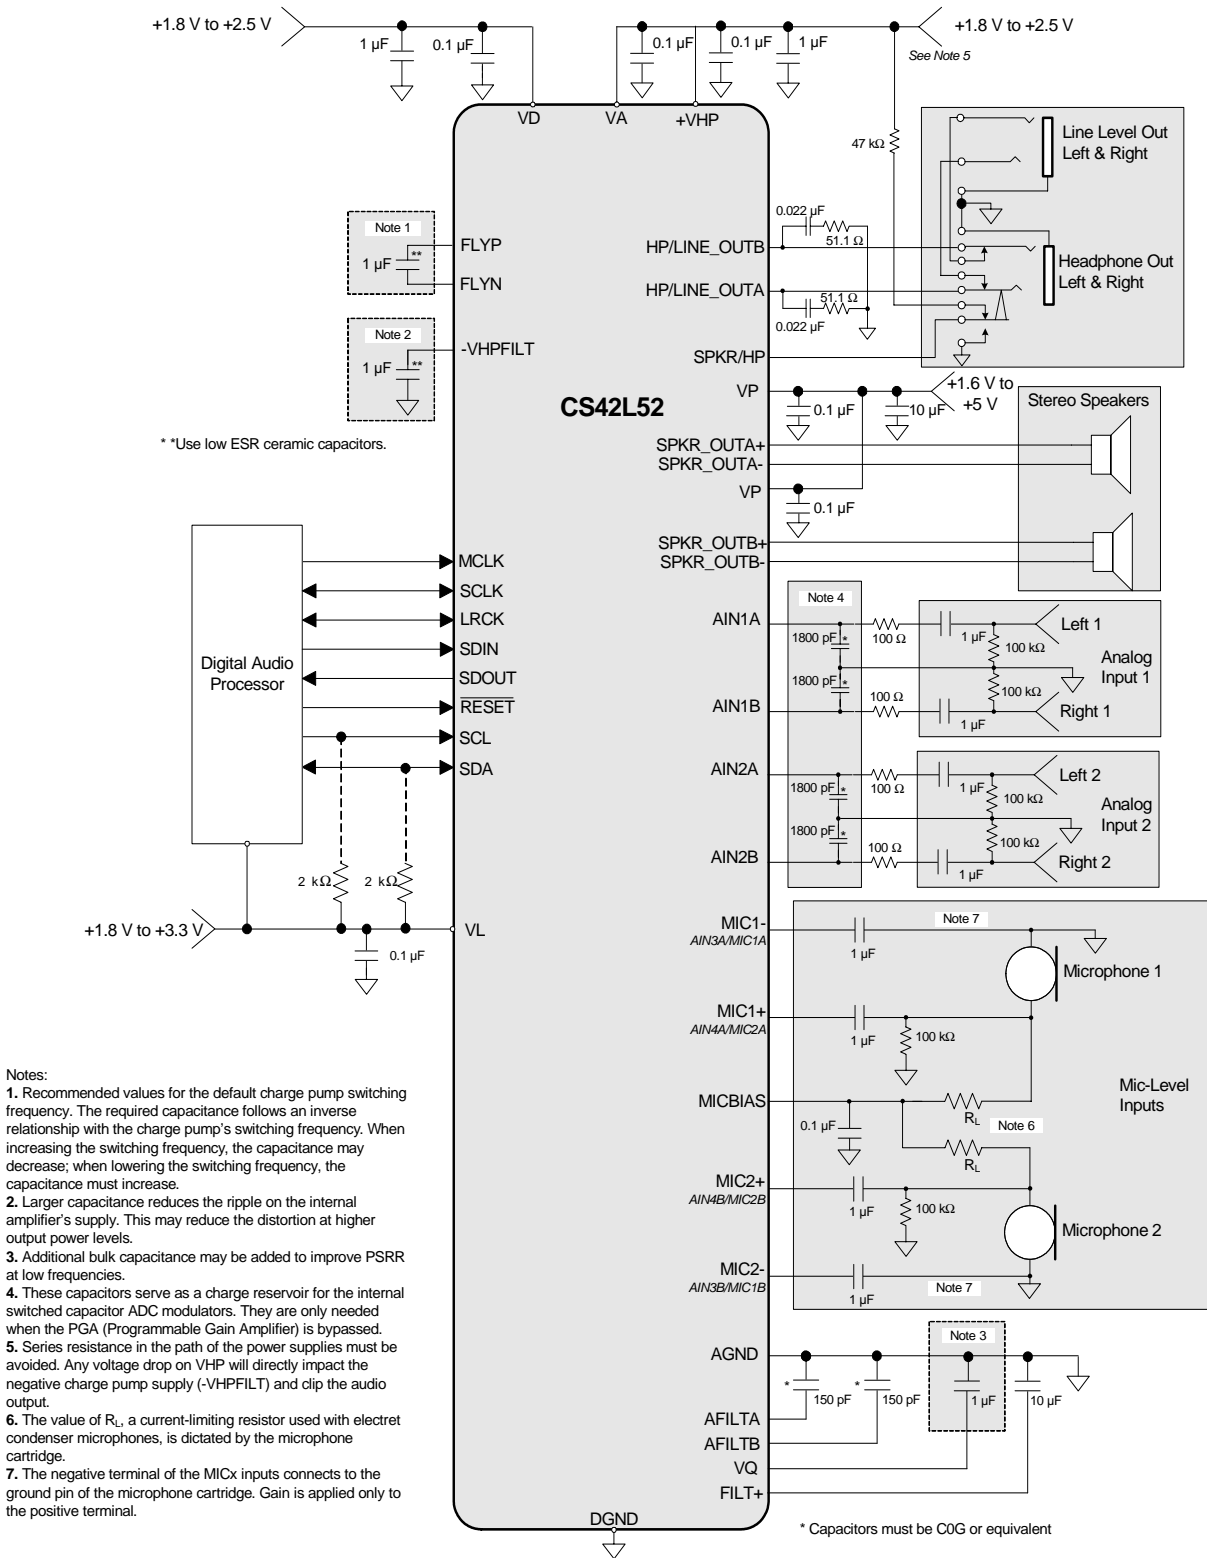 +1.8 V to +2.5 V
1 µF
0.1 µF
0.1 µF
0.1 µF
1 µF
+1.8 V to +2.5 V
See Note 5
VD
VA
+VHP
47 kΩ
Line Level Out
Left & Right
Note 1
1 µF
**
FLYP
FLYN
0.022 µF
51.1 Ω
HP/LINE_OUTB
Headphone Out
Left & Right
HP/LINE_OUTA
51.1 Ω
0.022 µF
Note 2
1 µF
**
-VHPFILT
SPKR/HP
VP
+1.6 V to
+5 V
0.1 µF
10 µF
CS42L52
Stereo Speakers
* *Use low ESR ceramic capacitors.
SPKR_OUTA+
SPKR_OUTA-
VP
0.1 µF
SPKR_OUTB+
SPKR_OUTB-
Digital Audio
Processor
MCLK
SCLK
LRCK
SDIN
SDOUT
RESET
SCL
SDA
Note 4
AIN1A
1800 pF
*
100 Ω
1 µF
100 kΩ
Left 1
Analog
Input 1
1800 pF
*
100 Ω
100 kΩ
AIN1B
1 µF
Right 1
AIN2A
1800 pF
*
100 Ω
1 µF
100 kΩ
Left 2
Analog
Input 2
1800 pF
*
100 Ω
100 kΩ
AIN2B
1 µF
Right 2
2 kΩ
2 kΩ
+1.8 V to +3.3 V
VL
0.1 µF
MIC1-
AIN3A/MIC1A
1 µF
Note 7
Microphone 1
MIC1+
AIN4A/MIC2A
1 µF
100 kΩ
Mic-Level
Inputs
MICBIAS
0.1 µF
RL
Note 6
RL
MIC2+
AIN4B/MIC2B
1 µF
100 kΩ
Microphone 2
MIC2-
AIN3B/MIC1B
1 µF
Note 7
Notes:
1. Recommended values for the default charge pump switching
frequency. The required capacitance follows an inverse
relationship with the charge pump's switching frequency. When
increasing the switching frequency, the capacitance may
decrease; when lowering the switching frequency, the
capacitance must increase.
2. Larger capacitance reduces the ripple on the internal
amplifier's supply. This may reduce the distortion at higher
output power levels.
3. Additional bulk capacitance may be added to improve PSRR
at low frequencies.
4. These capacitors serve as a charge reservoir for the internal
switched capacitor ADC modulators. They are only needed
when the PGA (Programmable Gain Amplifier) is bypassed.
5. Series resistance in the path of the power supplies must be
avoided. Any voltage drop on VHP will directly impact the
negative charge pump supply (-VHPFILT) and clip the audio
output.
6. The value of RL, a current-limiting resistor used with electret
condenser microphones, is dictated by the microphone
cartridge.
7. The negative terminal of the MICx inputs connects to the
ground pin of the microphone cartridge. Gain is applied only to
the positive terminal.
AGND
Note 3
*
150 pF
*
150 pF
1 µF
10 µF
AFILTA
AFILTB
VQ
FILT+
DGND
* Capacitors must be C0G or equivalent